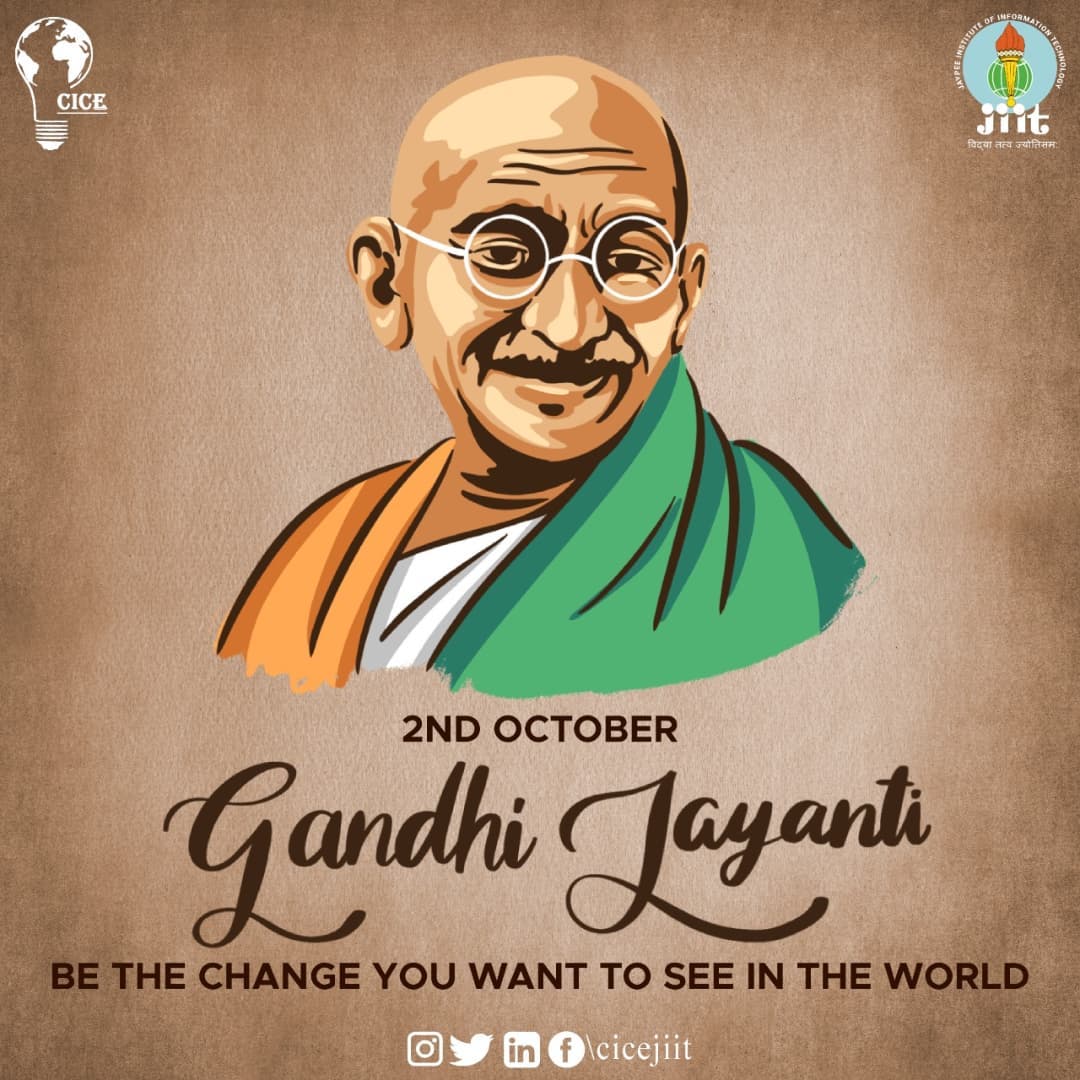 CICE
JAYPEE INSTITUTE OF INFORMATION TECHNOLOGY
jiit
विद्या तत्व ज्योतिसम:
2ND OCTOBER
Gandhi Jayanti
BE THE CHANGE YOU WANT TO SEE IN THE WORLD
\cicejiit